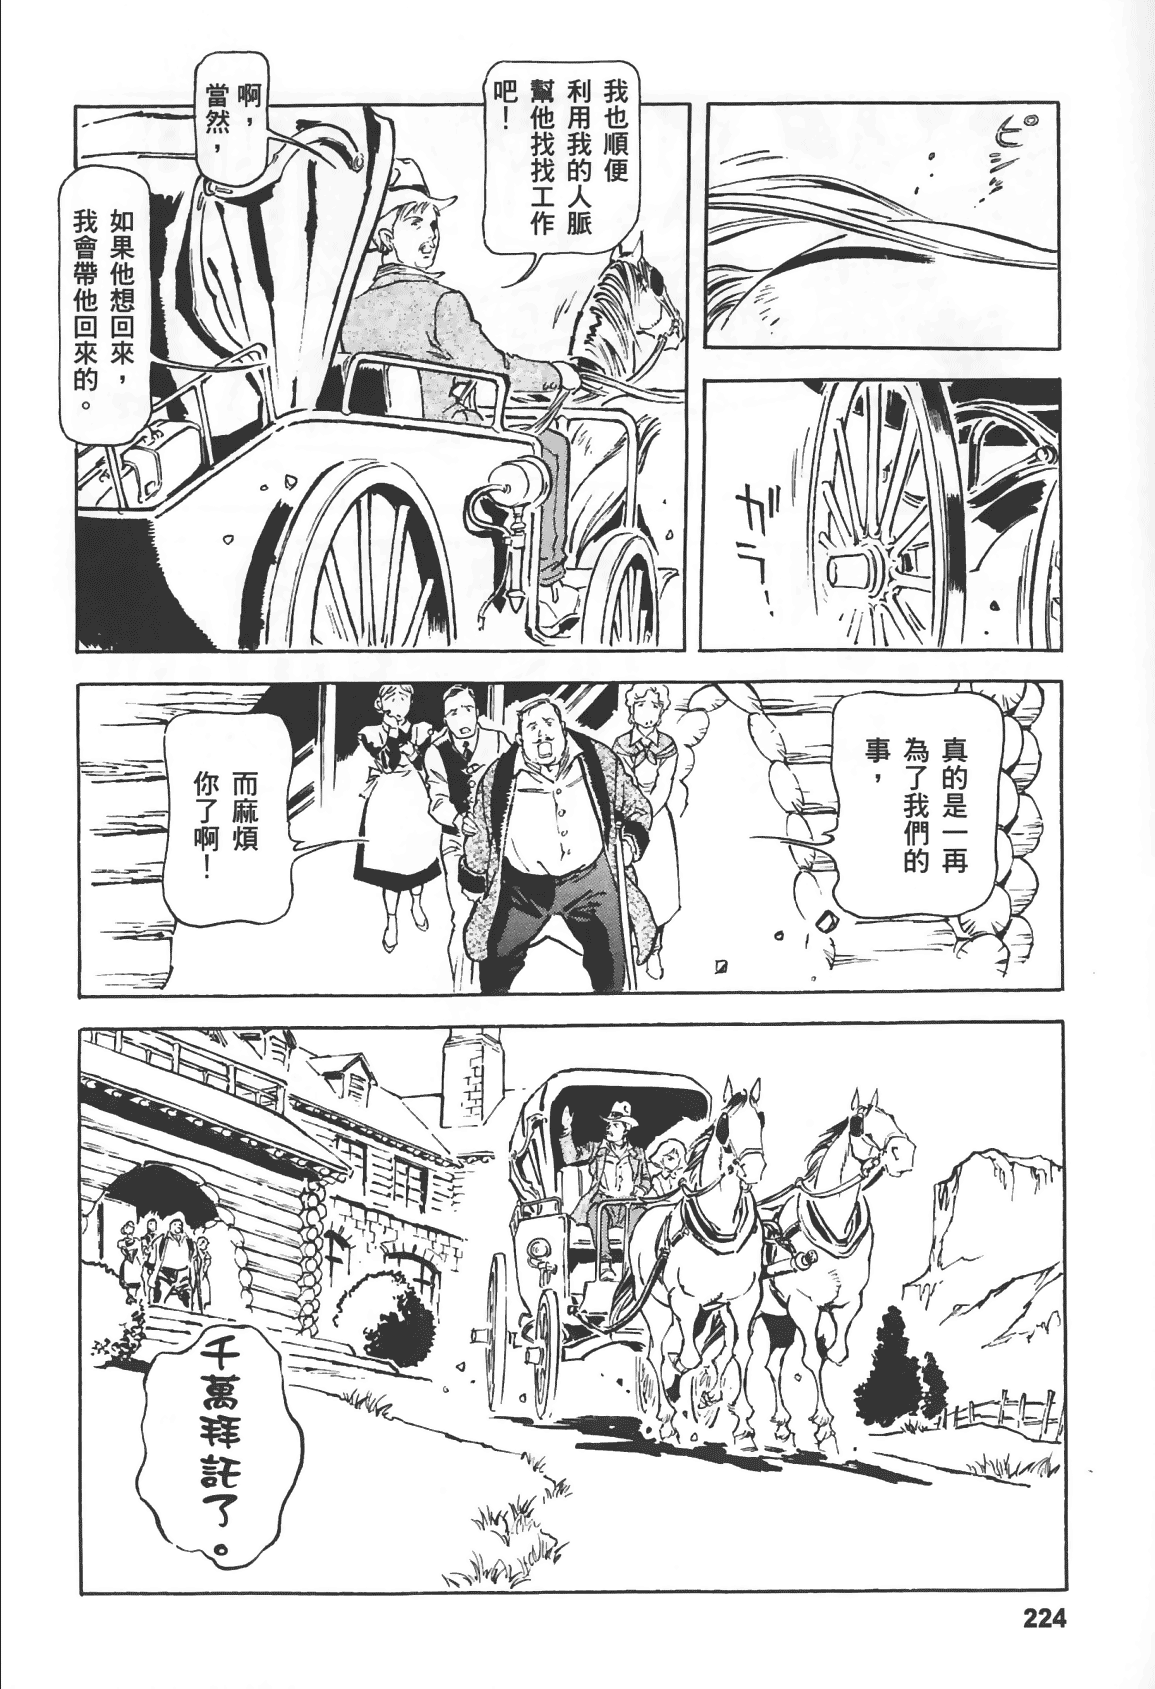 ピ
ガ
ラ
我也順便
利用我的人脈
幫他找找工作
吧！
啊，
當然，
如果他想回來，
我會帶他回來的。
真的是一再
為了我們的
事，
而麻煩
你了啊！
千萬拜託了。
224